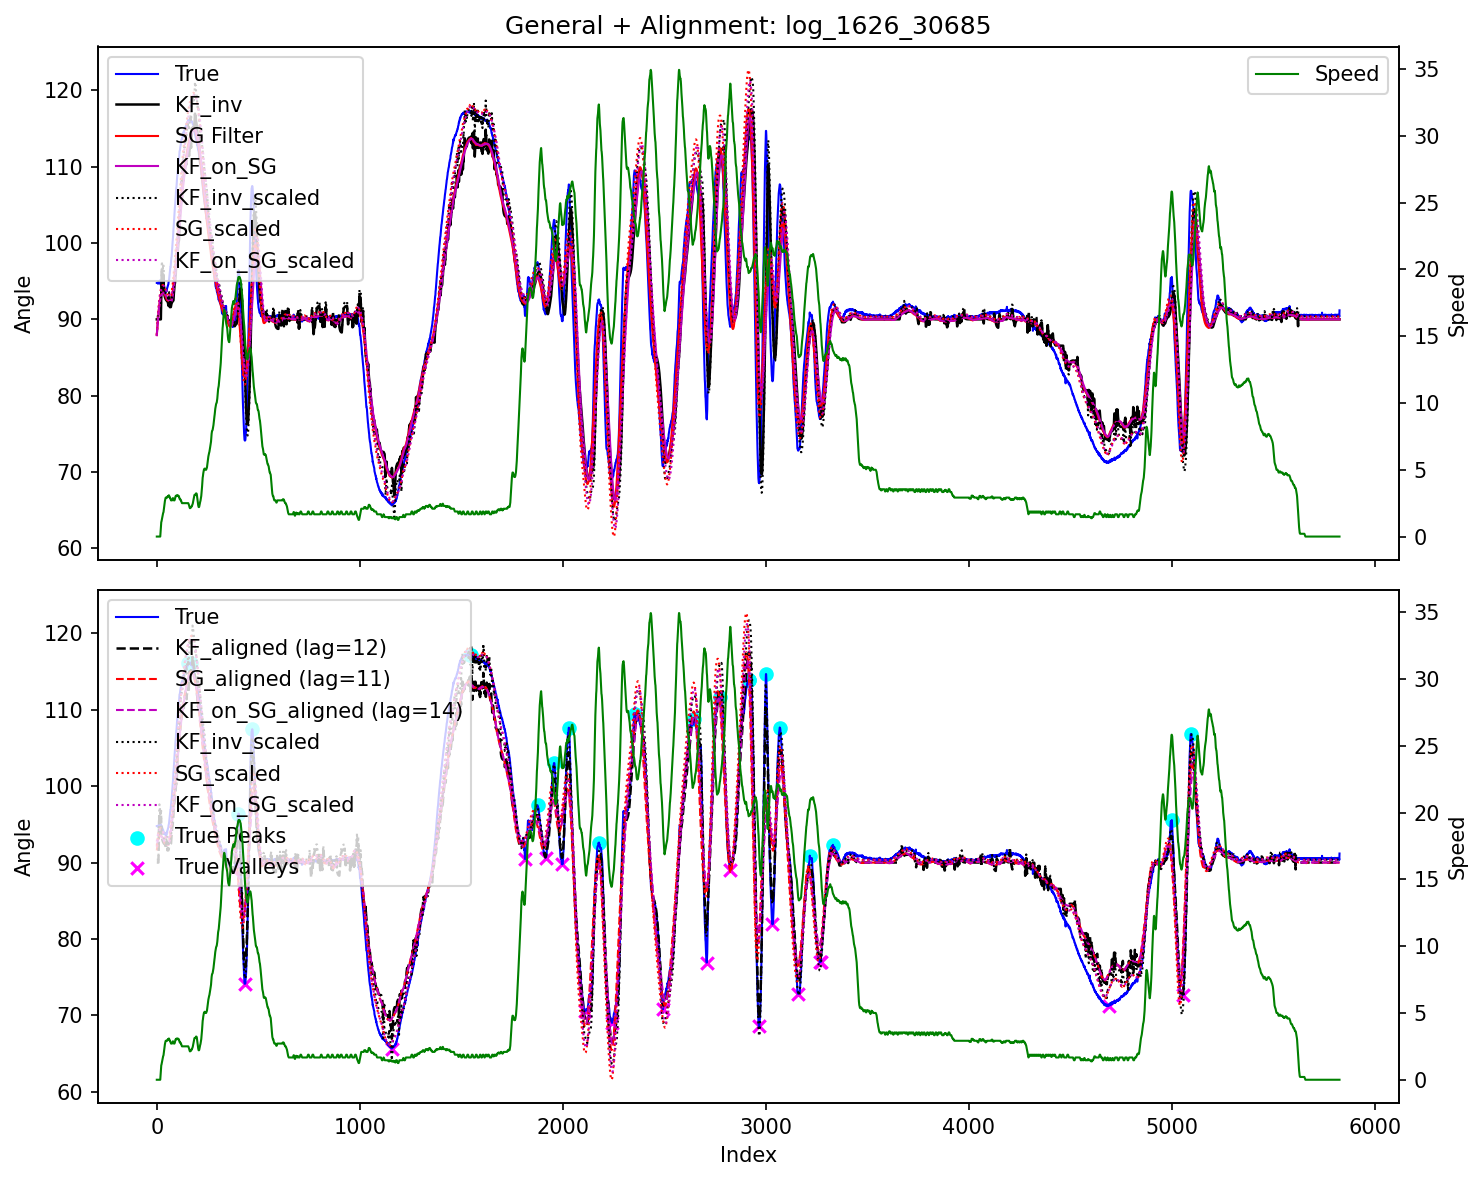 General + Alignment: log_1626_30685
True
KF_inv
SG Filter
KF_on_SG
KF_inv_scaled
SG_scaled
KF_on_SG_scaled
Speed
120
110
100
90
80
70
60
Angle
35
30
25
20
15
10
5
0
Speed
True
KF_aligned (lag=12)
SG_aligned (lag=11)
KF_on_SG_aligned (lag=14)
KF_inv_scaled
SG_scaled
KF_on_SG_scaled
True Peaks
True Valleys
120
110
100
90
80
70
60
Angle
35
30
25
20
15
10
5
0
Speed
0
1000
2000
3000
4000
5000
6000
Index